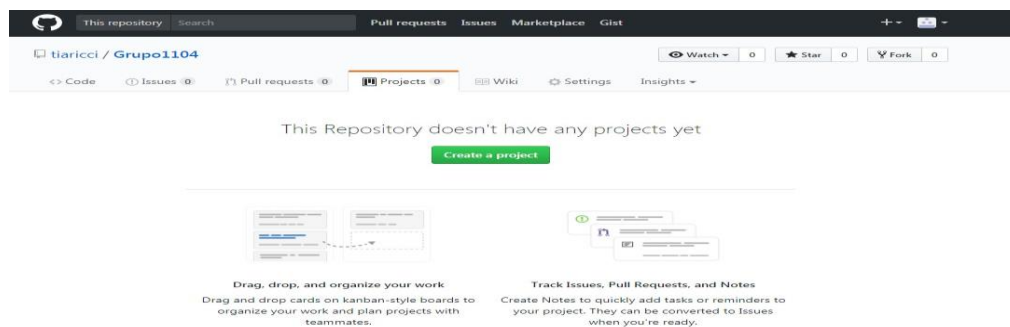 This repository Search Pull requests Issues Marketplace Gist
tiaricci / Grupo1104 Watch 0 Star 0 Fork 0
<> Code Issues 0 Pull requests 0 Projects 0 Wiki Settings Insights
This Repository doesn't have any projects yet
Create a project
Drag, drop, and organize your work
Drag and drop cards on kanban-style boards to
organize your work and plan projects with
teammates.
Track Issues, Pull Requests, and Notes
Create Notes to quickly add tasks or reminders to
your project. They can be converted to Issues
when you're ready.